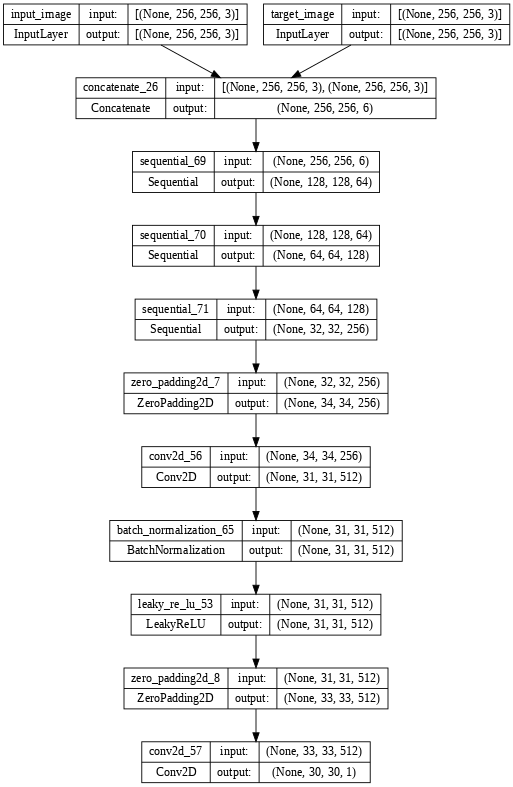 input_image input: [(None, 256, 256, 3)]
InputLayer output: [(None, 256, 256, 3)]
target_image input: [(None, 256, 256, 3)]
InputLayer output: [(None, 256, 256, 3)]
concatenate_26 input: [(None, 256, 256, 3), (None, 256, 256, 3)]
Concatenate output: (None, 256, 256, 6)
sequential_69 input: (None, 256, 256, 6)
Sequential output: (None, 128, 128, 64)
sequential_70 input: (None, 128, 128, 64)
Sequential output: (None, 64, 64, 128)
sequential_71 input: (None, 64, 64, 128)
Sequential output: (None, 32, 32, 256)
zero_padding2d_7 input: (None, 32, 32, 256)
ZeroPadding2D output: (None, 34, 34, 256)
conv2d_56 input: (None, 34, 34, 256)
Conv2D output: (None, 31, 31, 512)
batch_normalization_65 input: (None, 31, 31, 512)
BatchNormalization output: (None, 31, 31, 512)
leaky_re_lu_53 input: (None, 31, 31, 512)
LeakyReLU output: (None, 31, 31, 512)
zero_padding2d_8 input: (None, 31, 31, 512)
ZeroPadding2D output: (None, 33, 33, 512)
conv2d_57 input: (None, 33, 33, 512)
Conv2D output: (None, 30, 30, 1)